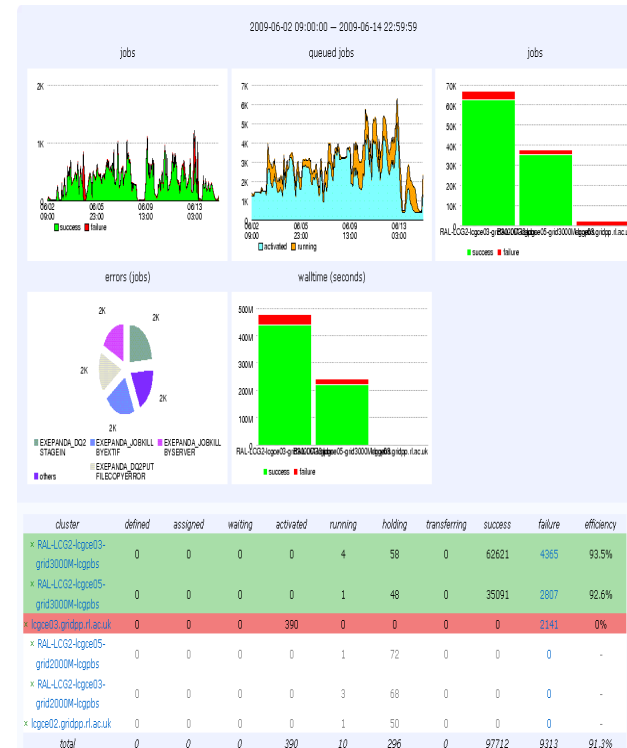 2009-06-02 09:00:00 — 2009-06-14 22:59:59
jobs
queued jobs
jobs
2K
1K
0
06:02 06:05 06:09 06:13
09:00 23:00 13:00 03:00
success failure
7K
6K
5K
4K
3K
2K
1K
0
06:02 06:05 06:09 06:13
09:00 23:00 13:00 03:00
activated running
70K
60K
50K
40K
30K
20K
10K
0
success failure
errors (jobs)
walltime (seconds)
2K
2K
2K
2K
2K
EXEPANDA_DQ2 EXEPANDA_JOBKILL EXEPANDA_JOBKILL
STAGEIN BYEXTIF BYSERVER
others EXEPANDA_DQ2PUT
FILECOPYERROR
500M
400M
300M
200M
100M
0
success failure
cluster defined assigned waiting activated running holding transferring success failure efficiency
× RAL-LCG2-lcgce03-
grid3000M-lcgpbs 0 0 0 0 4 58 0 62621 4365 93.5%
× RAL-LCG2-lcgce05-
grid3000M-lcgpbs 0 0 0 0 1 48 0 35091 2807 92.6%
× lcgce03.gridpp.rl.ac.uk 0 0 0 390 0 0 0 0 2141 0%
× RAL-LCG2-lcgce05-
grid2000M-lcgpbs 0 0 0 0 1 72 0 0 0 -
× RAL-LCG2-lcgce03-
grid2000M-lcgpbs 0 0 0 0 3 68 0 0 0 -
× lcgce02.gridpp.rl.ac.uk 0 0 0 0 1 50 0 0 0 -
total 0 0 0 390 10 296 0 97712 9313 91.3%